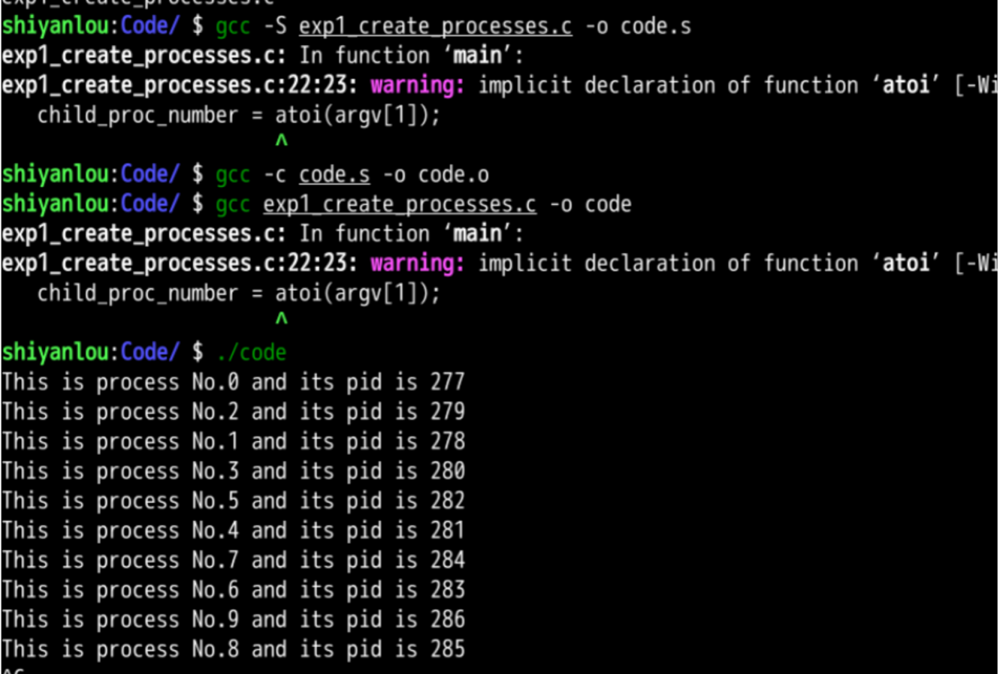 exp1_create_processes.c
shiyanlou:Code/ $ gcc -S exp1_create_processes.c -o code.s
exp1_create_processes.c: In function ‘main’:
exp1_create_processes.c:22:23: warning: implicit declaration of function ‘atoi’ [-Wi
child_proc_number = atoi(argv[1]);
^
shiyanlou:Code/ $ gcc -c code.s -o code.o
shiyanlou:Code/ $ gcc exp1_create_processes.c -o code
exp1_create_processes.c: In function ‘main’:
exp1_create_processes.c:22:23: warning: implicit declaration of function ‘atoi’ [-Wi
child_proc_number = atoi(argv[1]);
^
shiyanlou:Code/ $ ./code
This is process No.0 and its pid is 277
This is process No.2 and its pid is 279
This is process No.1 and its pid is 278
This is process No.3 and its pid is 280
This is process No.5 and its pid is 282
This is process No.4 and its pid is 281
This is process No.7 and its pid is 284
This is process No.6 and its pid is 283
This is process No.9 and its pid is 286
This is process No.8 and its pid is 285
^C